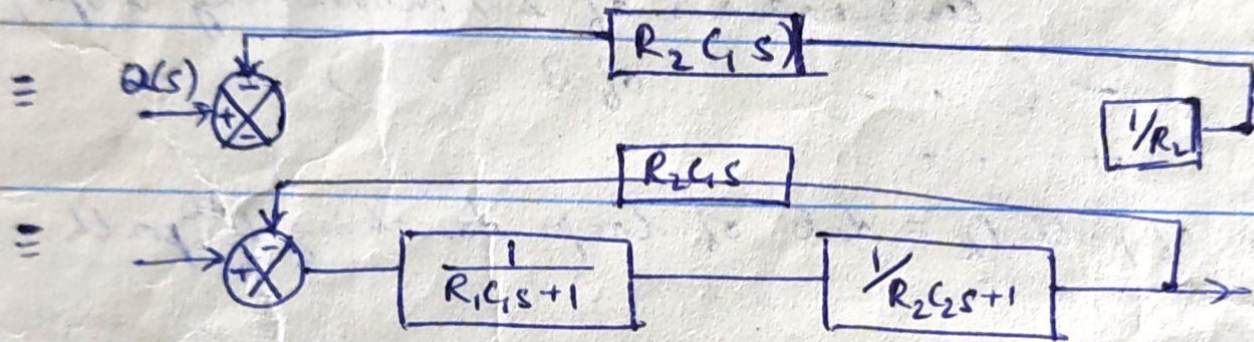 R₂C₁S)
≡ Q(s) + - -
1/R₂
R₂C₁S
≡ + -
1/R₁C₁S+1
1/R₂C₂S+1